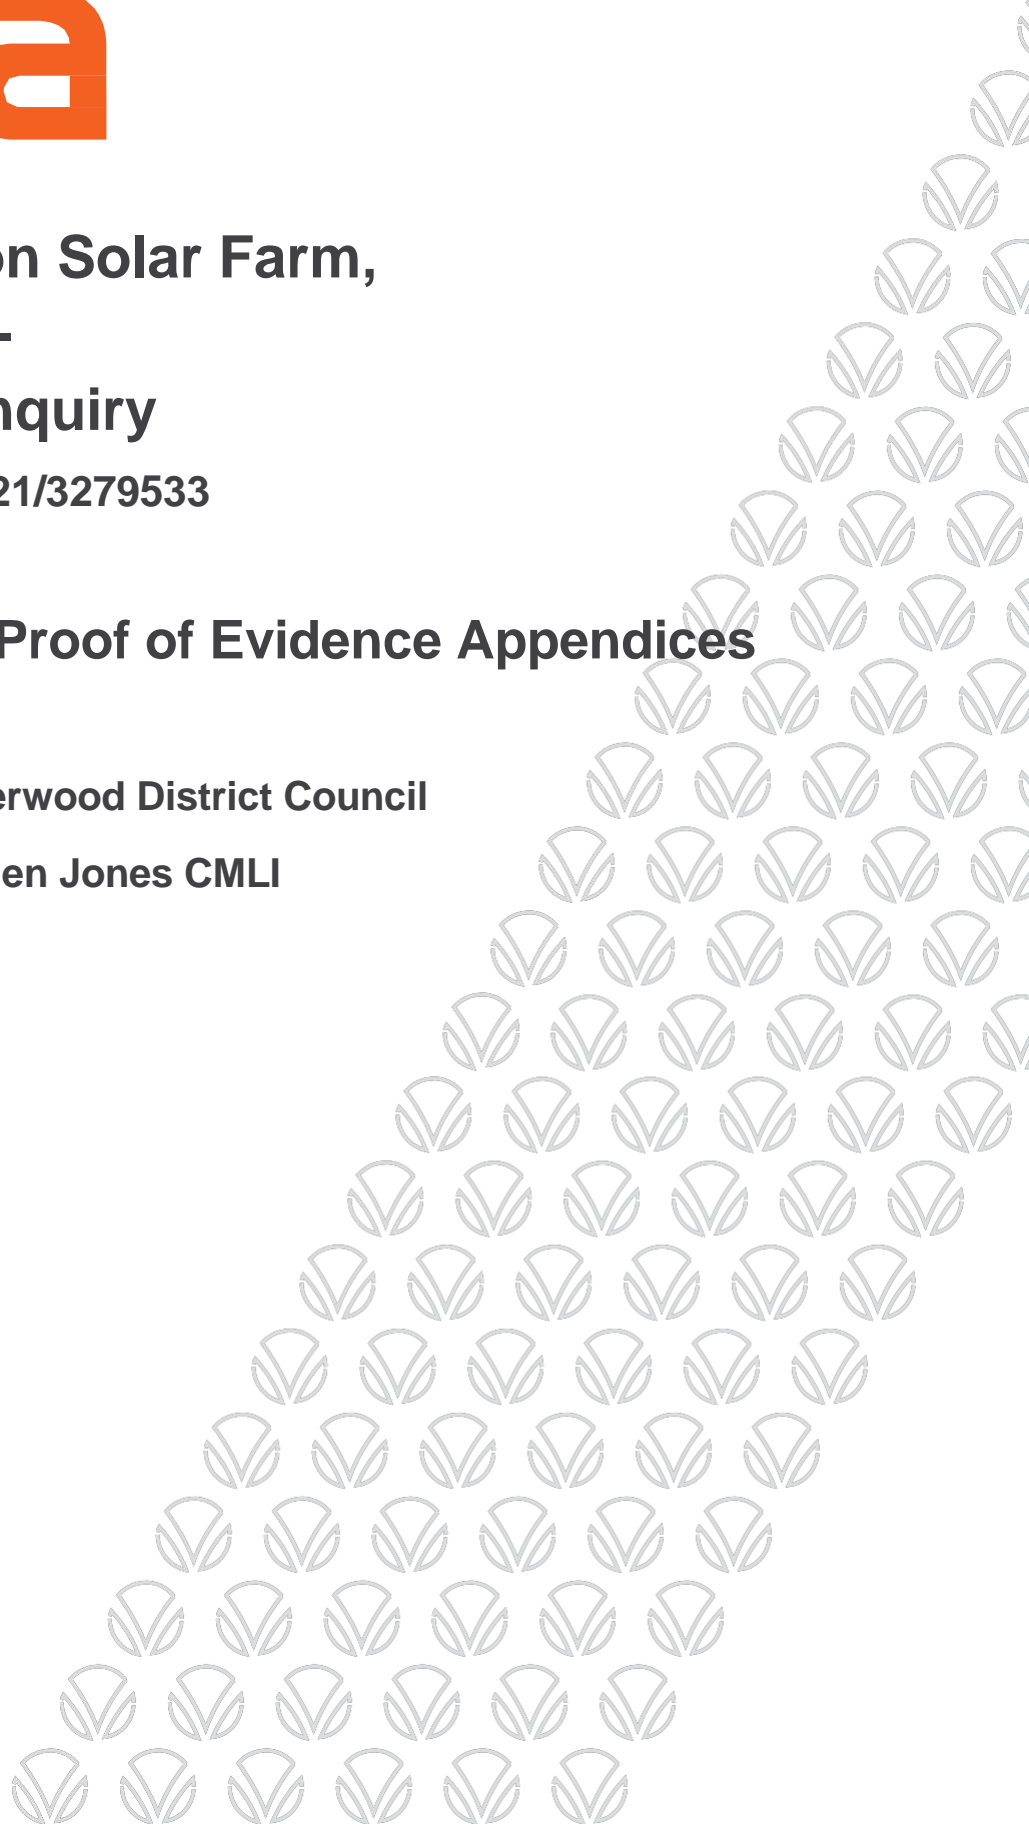 a
on Solar Farm,
-
nquiry
21/3279533
Proof of Evidence Appendices
erwood District Council
en Jones CMLI